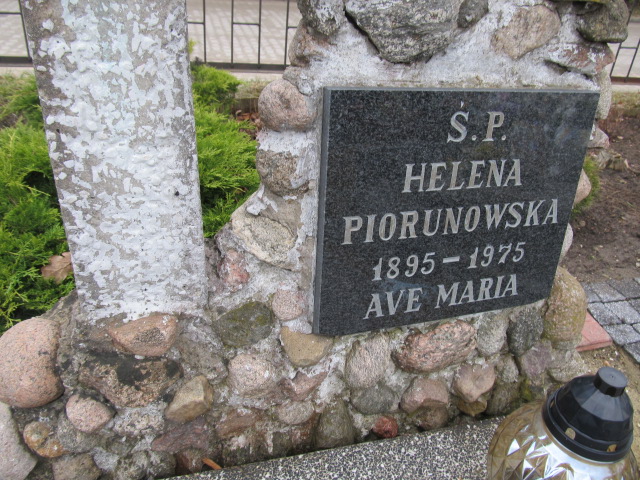 Ś.P.
HELENA
PIORUNOWSKA
1895 - 1975
AVE MARIA